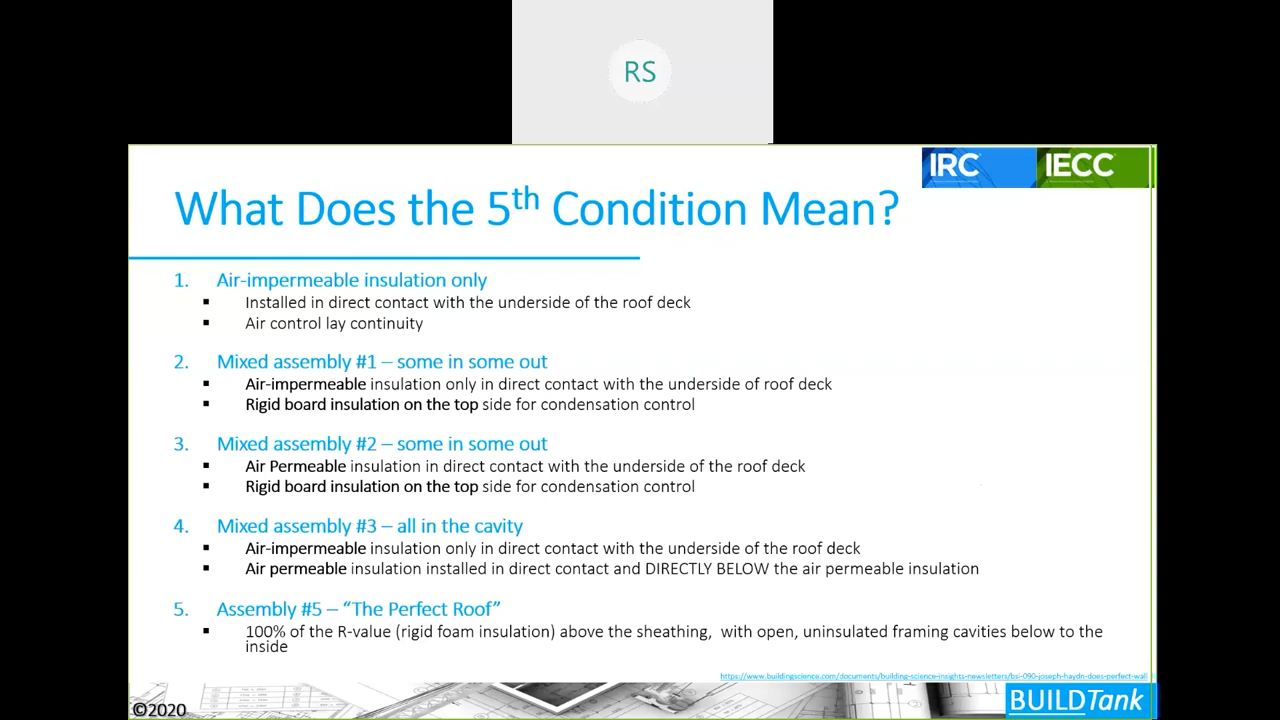 RS
IRC IECC
What Does the 5th Condition Mean?
1. Air-impermeable insulation only
▪ Installed in direct contact with the underside of the roof deck
▪ Air control lay continuity
2. Mixed assembly #1 – some in some out
▪ Air-impermeable insulation only in direct contact with the underside of roof deck
▪ Rigid board insulation on the top side for condensation control
3. Mixed assembly #2 – some in some out
▪ Air Permeable insulation in direct contact with the underside of the roof deck
▪ Rigid board insulation on the top side for condensation control
4. Mixed assembly #3 – all in the cavity
▪ Air-impermeable insulation only in direct contact with the underside of the roof deck
▪ Air permeable insulation installed in direct contact and DIRECTLY BELOW the air permeable insulation
5. Assembly #5 – “The Perfect Roof”
▪ 100% of the R-value (rigid foam insulation) above the sheathing, with open, uninsulated framing cavities below to the
inside
https://www.buildingscience.com/documents/building-science-insights-newsletters/bsi-090-joseph-haydn-does-perfect-wall
©2020
BUILDTank